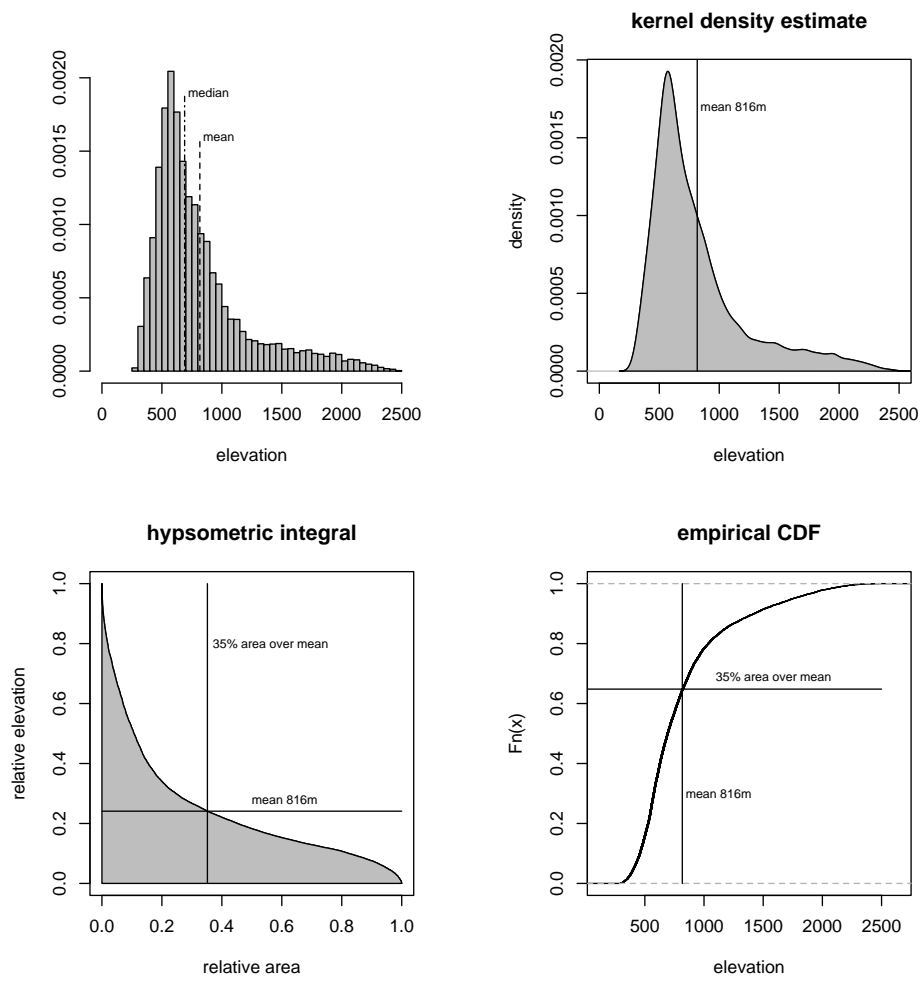 median
mean
0.0000 0.0005 0.0010 0.0015 0.0020
0 500 1000 1500 2000 2500
elevation
kernel density estimate
mean 816m
density
0.0000 0.0005 0.0010 0.0015 0.0020
0 500 1000 1500 2000 2500
elevation
hypsometric integral
35% area over mean
mean 816m
relative elevation
0.0 0.2 0.4 0.6 0.8 1.0
0.0 0.2 0.4 0.6 0.8 1.0
relative area
empirical CDF
35% area over mean
mean 816m
Fn(x)
0.0 0.2 0.4 0.6 0.8 1.0
500 1000 1500 2000 2500
elevation